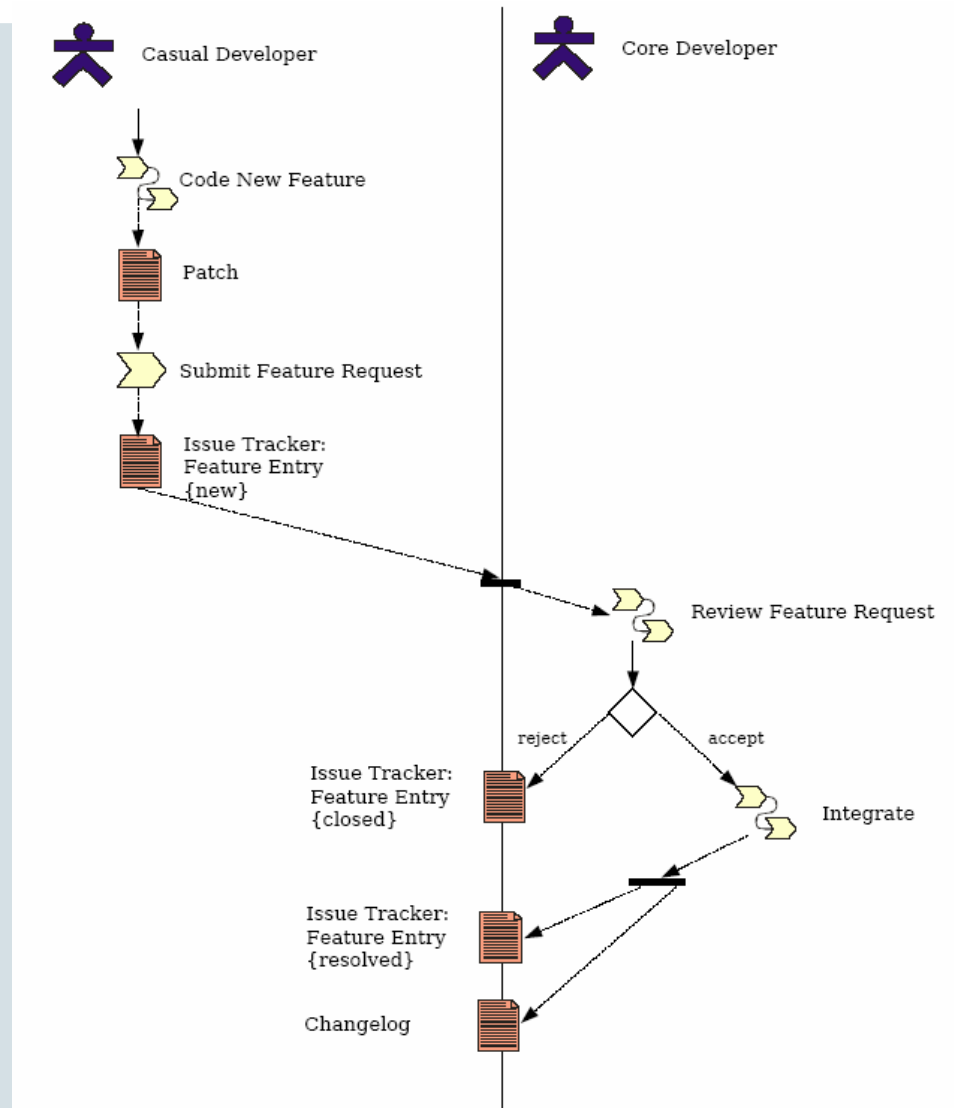 Casual Developer
Core Developer
Code New Feature
Patch
Submit Feature Request
Issue Tracker:
Feature Entry
{new}
Review Feature Request
reject
accept
Issue Tracker:
Feature Entry
{closed}
Integrate
Issue Tracker:
Feature Entry
{resolved}
Changelog